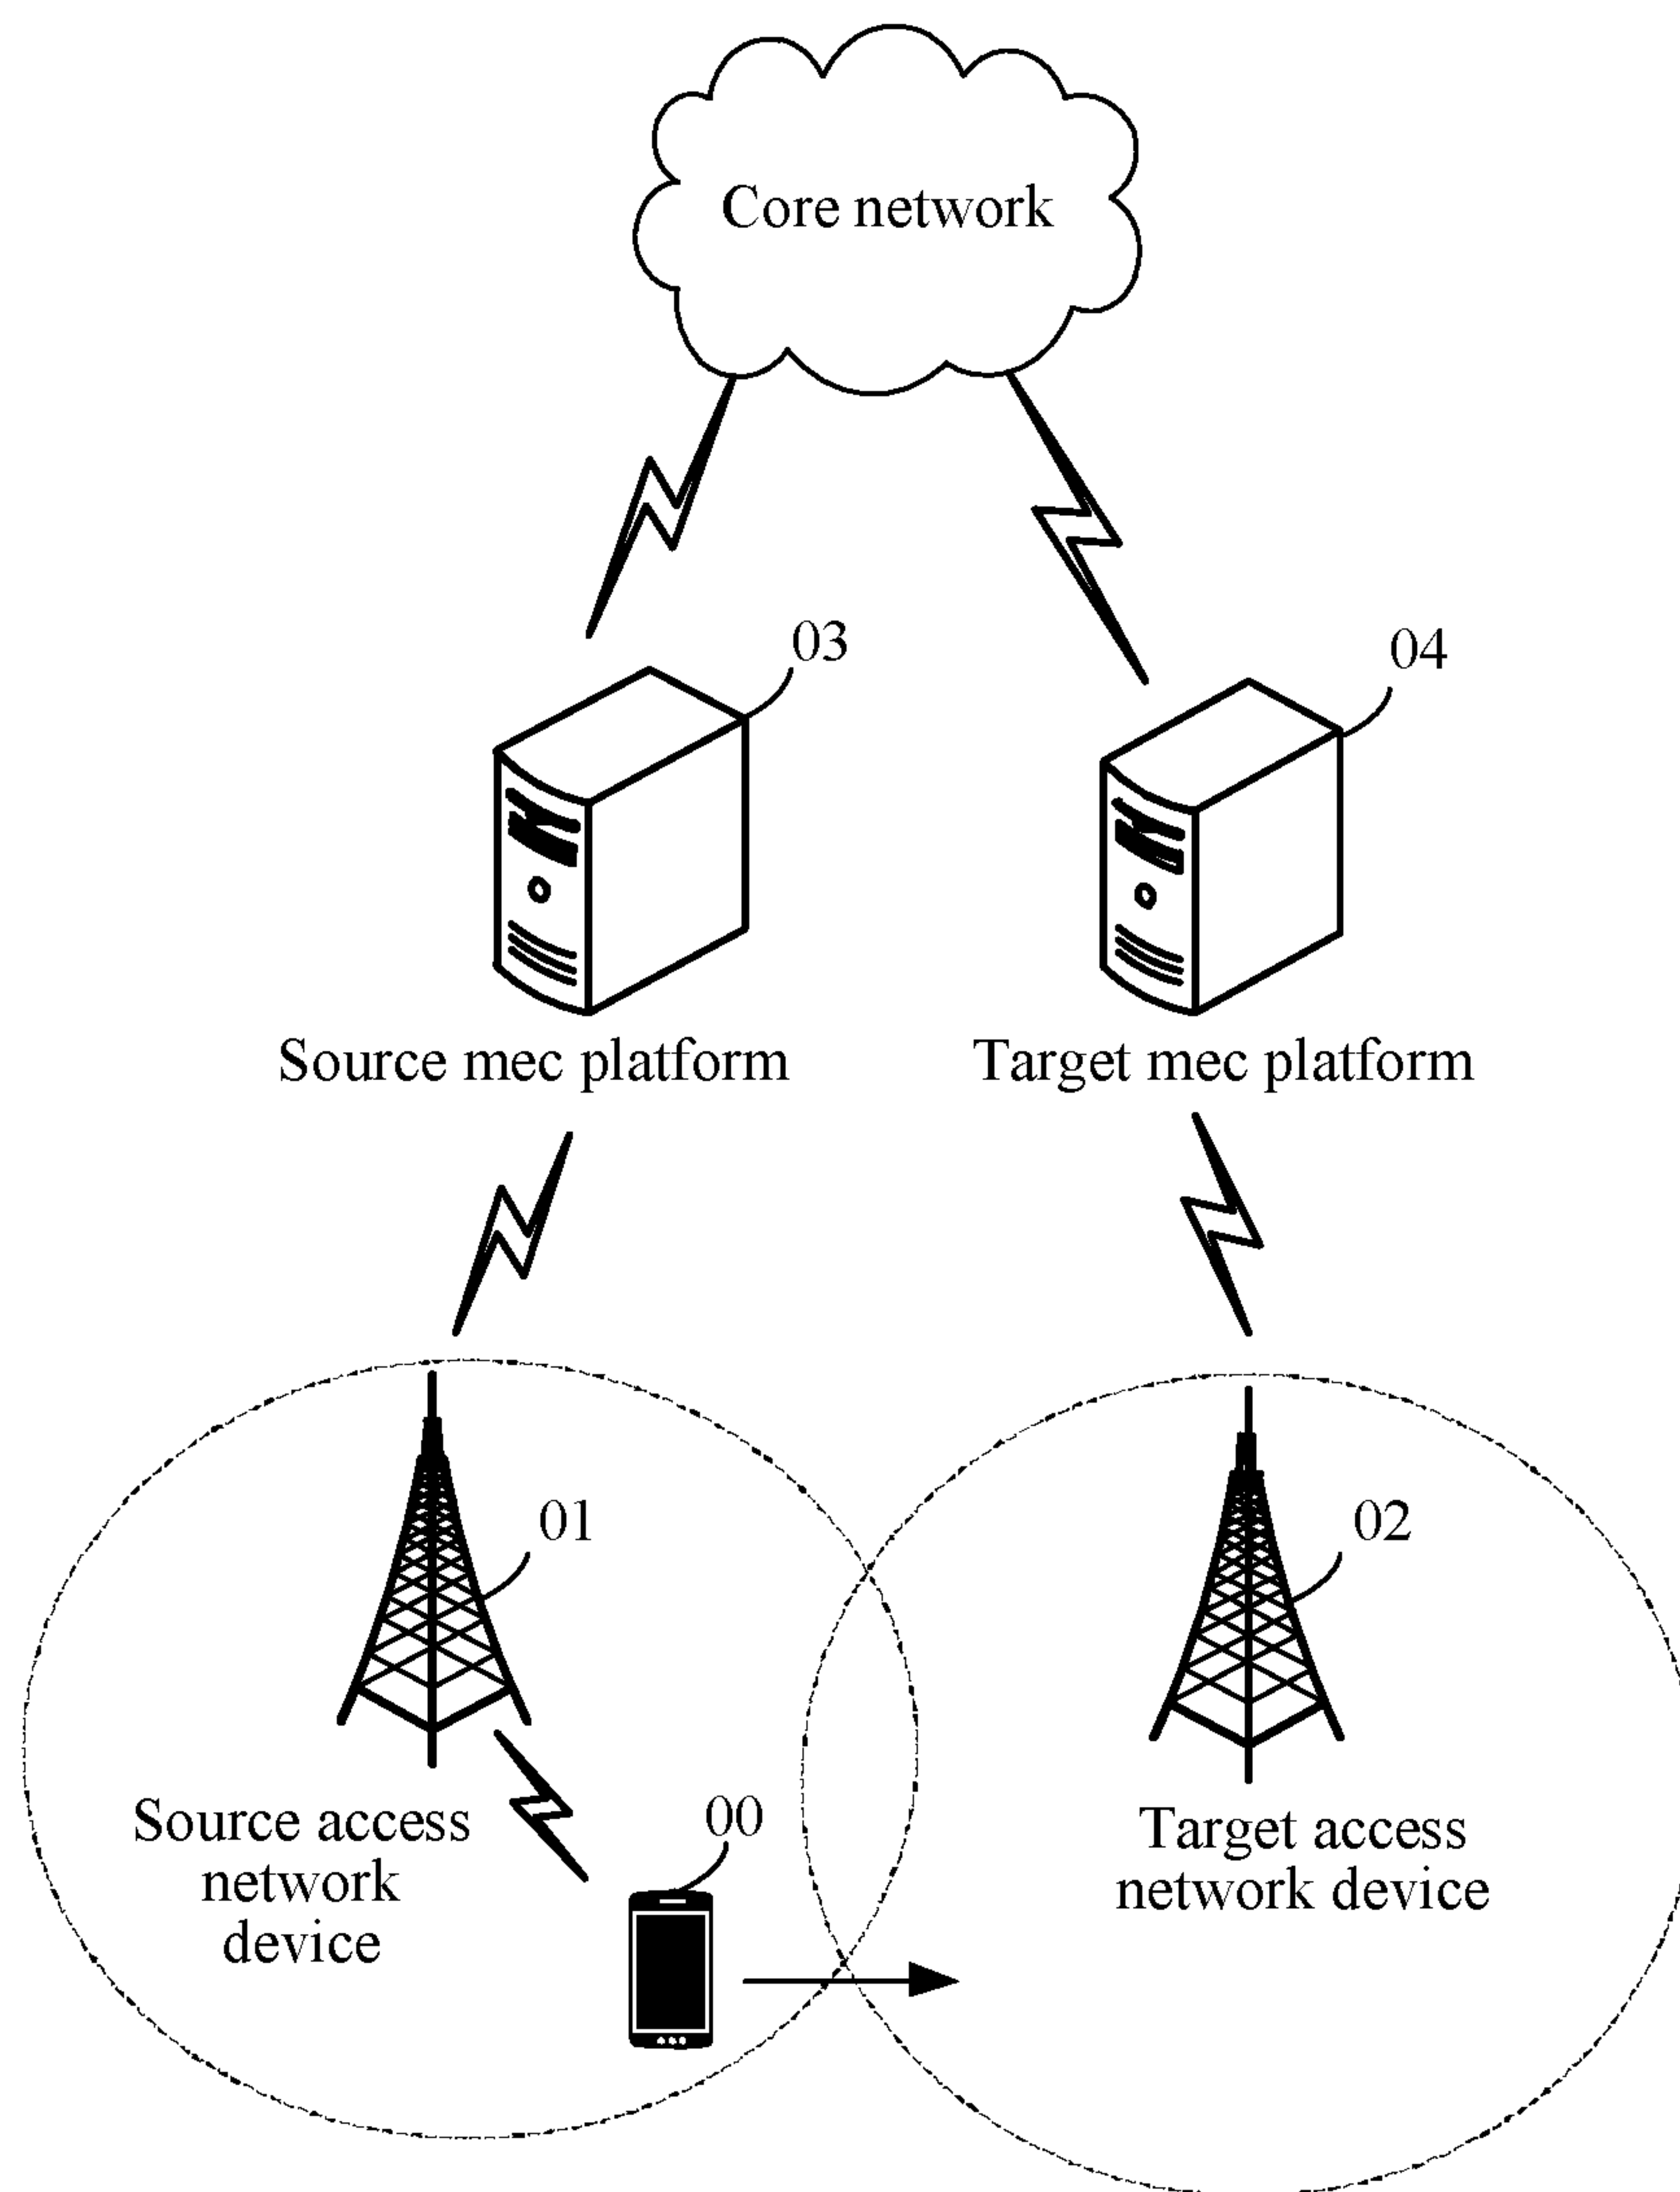 Core network
03
04
Source mec platform
Target mec platform
01
02
Source access
network
device
00
Target access
network device